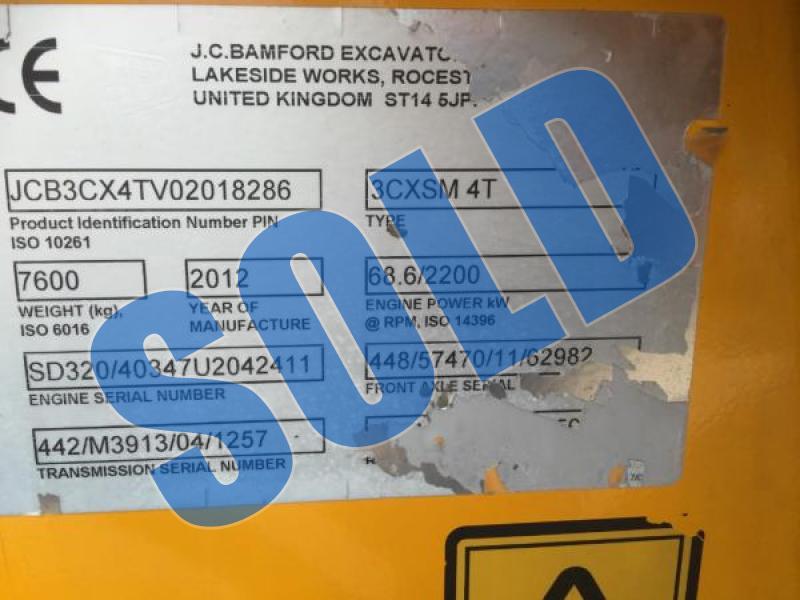 CE
J.C.BAMFORD EXCAVATO
LAKESIDE WORKS, ROCEST
UNITED KINGDOM ST14 5JP.
JCB3CX4TV02018286
3CXSM 4T
Product Identification Number PIN
ISO 10261
TYPE
7600
2012
68.6/2200
WEIGHT (kg),
ISO 6016
YEAR OF
MANUFACTURE
ENGINE POWER kW
@ RPM, ISO 14396
SD320/40347U2042411
448/57470/11/62982
ENGINE SERIAL NUMBER
FRONT AXLE SERIAL
442/M3913/04/1257
TRANSMISSION SERIAL NUMBER
R
SOLD